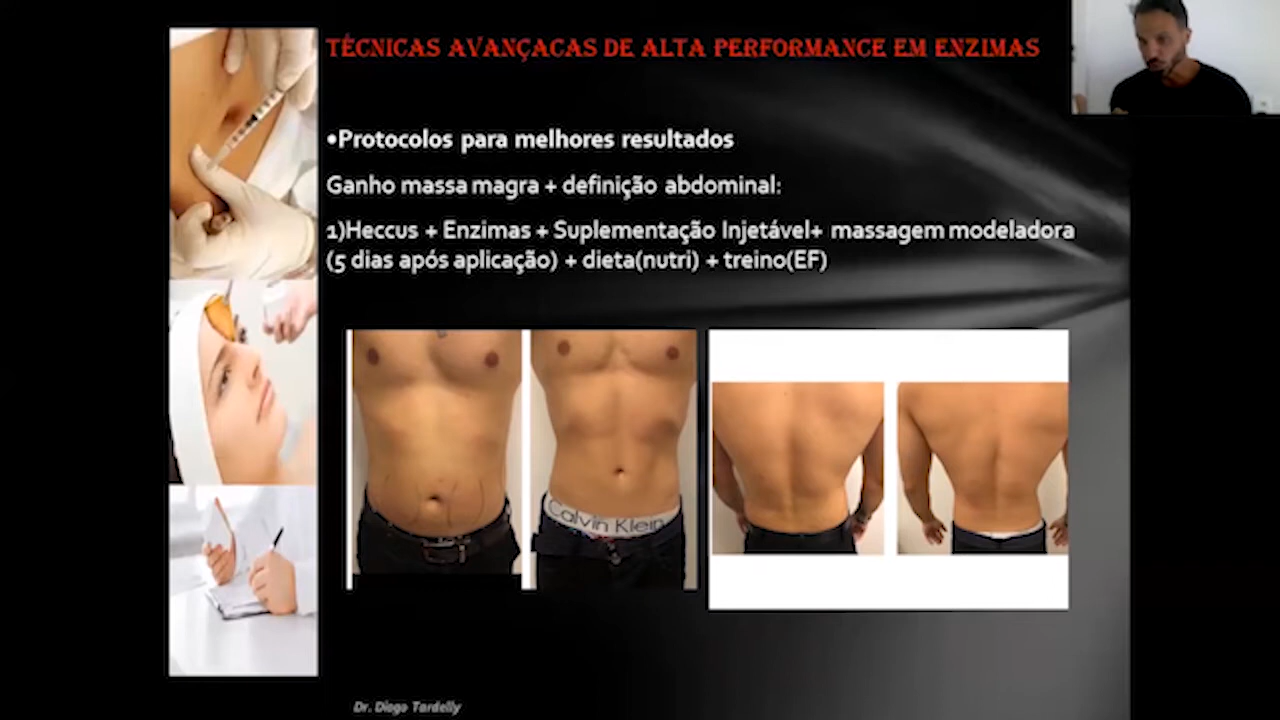 TÉCNICAS AVANÇACAS DE ALTA PERFORMANCE EM ENZIMAS
•Protocolos para melhores resultados
Ganho massa magra + definição abdominal:
1)Heccus + Enzimas + Suplementação Injetável+ massagem modeladora
(5 dias após aplicação) + dieta(nutri) + treino(EF)
Calvin Klein
Dr. Diogo Tardelly